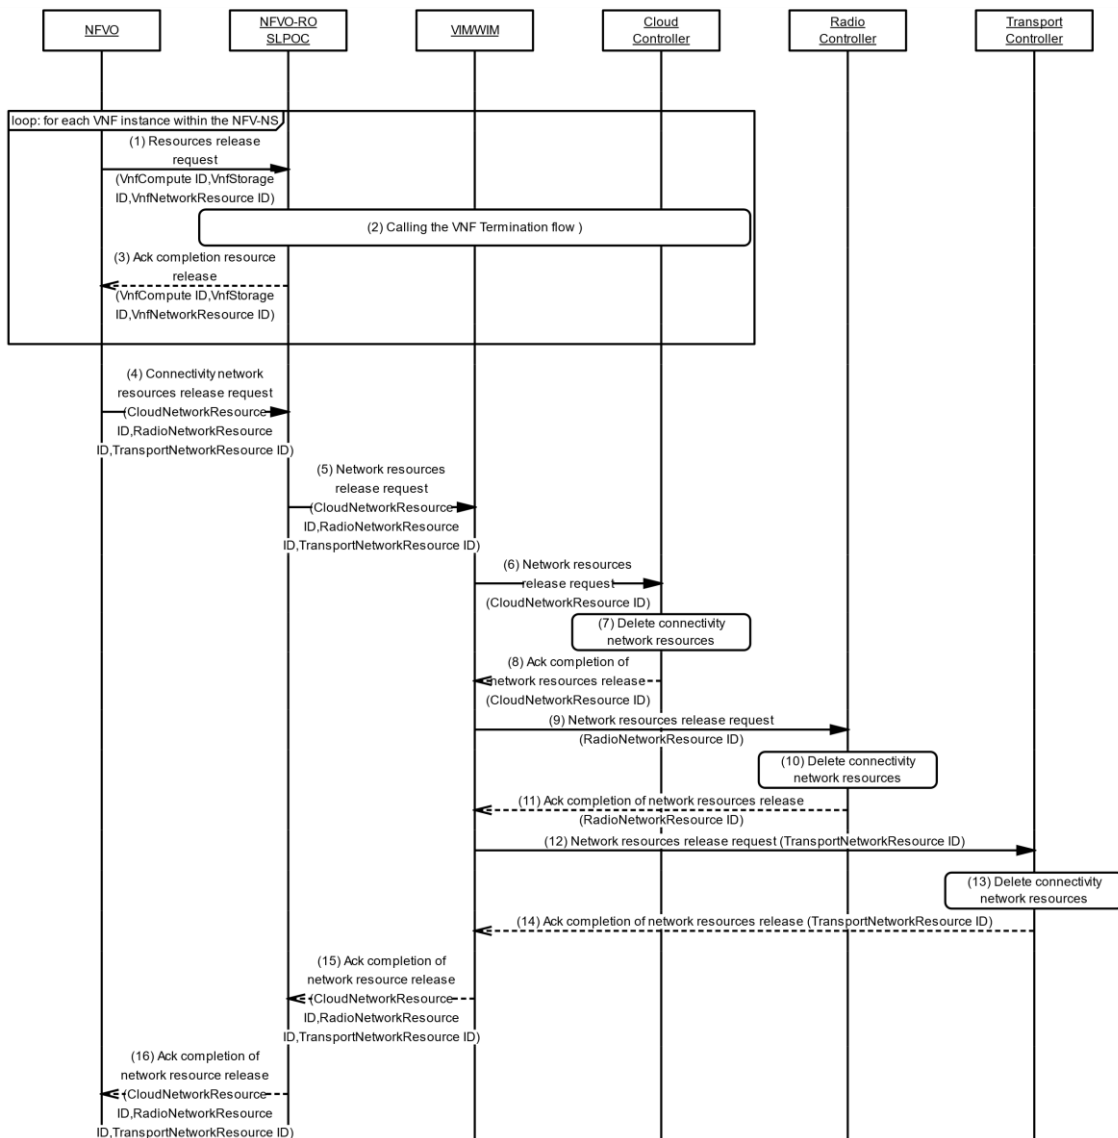 NFVO
NFVO-RO
SLPOC
VIM/WIM
Cloud
Controller
Radio
Controller
Transport
Controller
loop: for each VNF instance within the NFV-NS
(1) Resources release
request
(VnfCompute ID,VnfStorage
ID,VnfNetworkResource ID)
(2) Calling the VNF Termination flow )
(3) Ack completion resource
release
(VnfCompute ID,VnfStorage
ID,VnfNetworkResource ID)
(4) Connectivity network
resources release request
(CloudNetworkResource
ID,RadioNetworkResource
ID,TransportNetworkResource ID)
(5) Network resources
release request
(CloudNetworkResource
ID,RadioNetworkResource
ID,TransportNetworkResource ID)
(6) Network resources
release request
(CloudNetworkResource ID)
(7) Delete connectivity
network resources
(8) Ack completion of
network resources release
(CloudNetworkResource ID)
(9) Network resources release request
(RadioNetworkResource ID)
(10) Delete connectivity
network resources
(11) Ack completion of network resources release
(RadioNetworkResource ID)
(12) Network resources release request (TransportNetworkResource ID)
(13) Delete connectivity
network resources
(14) Ack completion of network resources release (TransportNetworkResource ID)
(15) Ack completion of
network resource release
(CloudNetworkResource
ID,RadioNetworkResource
ID,TransportNetworkResource ID)
(16) Ack completion of
network resource release
(CloudNetworkResource
ID,RadioNetworkResource
ID,TransportNetworkResource ID)